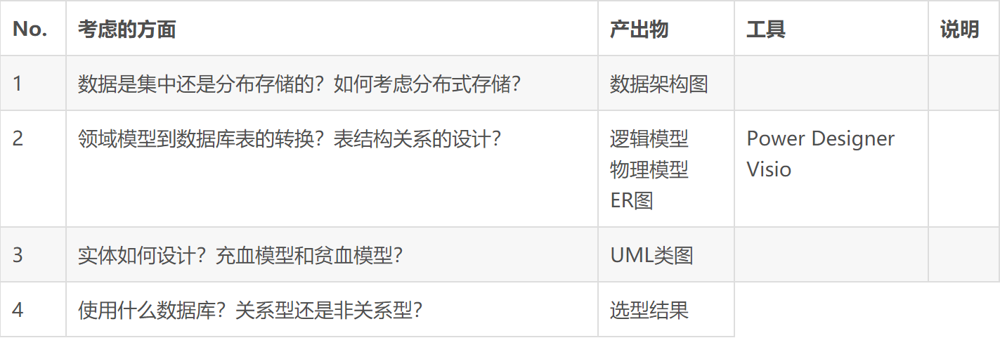 No. 考虑的方面 产出物 工具 说明
1 数据是集中还是分布存储的？如何考虑分布式存储？ 数据架构图
2 领域模型到数据库表的转换？表结构关系的设计？ 逻辑模型 Power Designer
物理模型 Visio
ER图
3 实体如何设计？充血模型和贫血模型？ UML类图
4 使用什么数据库？关系型还是非关系型？ 选型结果